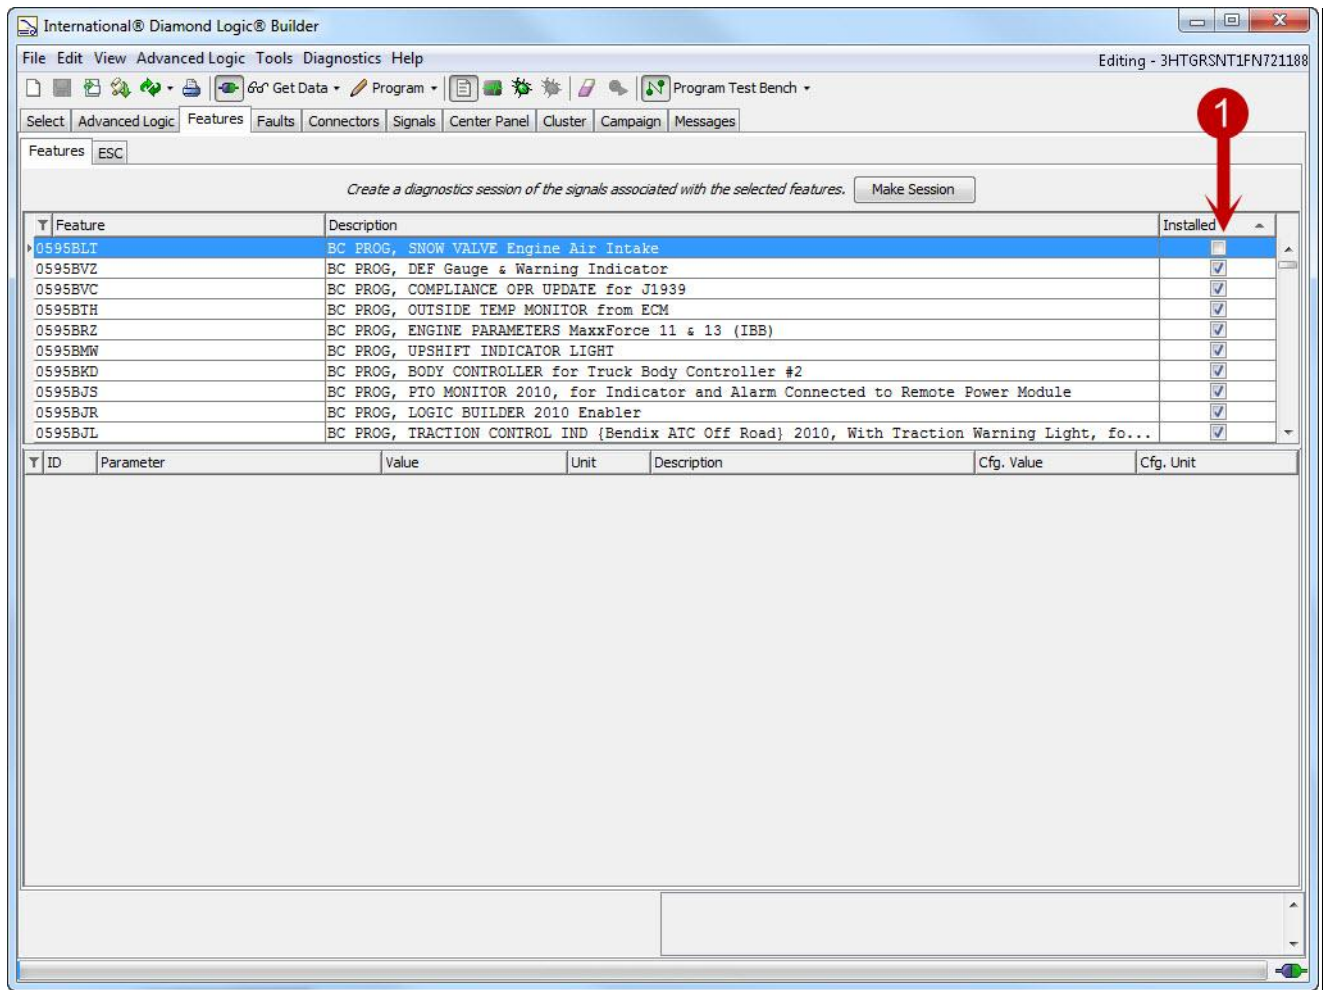 International® Diamond Logic® Builder
File Edit View Advanced Logic Tools Diagnostics Help Editing - 3HTGRSNT1FN721188
Get Data Program Program Test Bench
Select Advanced Logic Features Faults Connectors Signals Center Panel Cluster Campaign Messages
1
Features ESC
Create a diagnostics session of the signals associated with the selected features. Make Session
Feature Description Installed
0595BLT BC PROG, SNOW VALVE Engine Air Intake
0595BVZ BC PROG, DEF Gauge & Warning Indicator
0595BVC BC PROG, COMPLIANCE OPR UPDATE for J1939
0595BTH BC PROG, OUTSIDE TEMP MONITOR from ECM
0595BRZ BC PROG, ENGINE PARAMETERS MaxxForce 11 & 13 (IBB)
0595BMW BC PROG, UPSHIFT INDICATOR LIGHT
0595BKD BC PROG, BODY CONTROLLER for Truck Body Controller #2
0595BJS BC PROG, PTO MONITOR 2010, for Indicator and Alarm Connected to Remote Power Module
0595BJR BC PROG, LOGIC BUILDER 2010 Enabler
0595BJL BC PROG, TRACTION CONTROL IND {Bendix ATC Off Road} 2010, With Traction Warning Light, fo...
ID Parameter Value Unit Description Cfg. Value Cfg. Unit